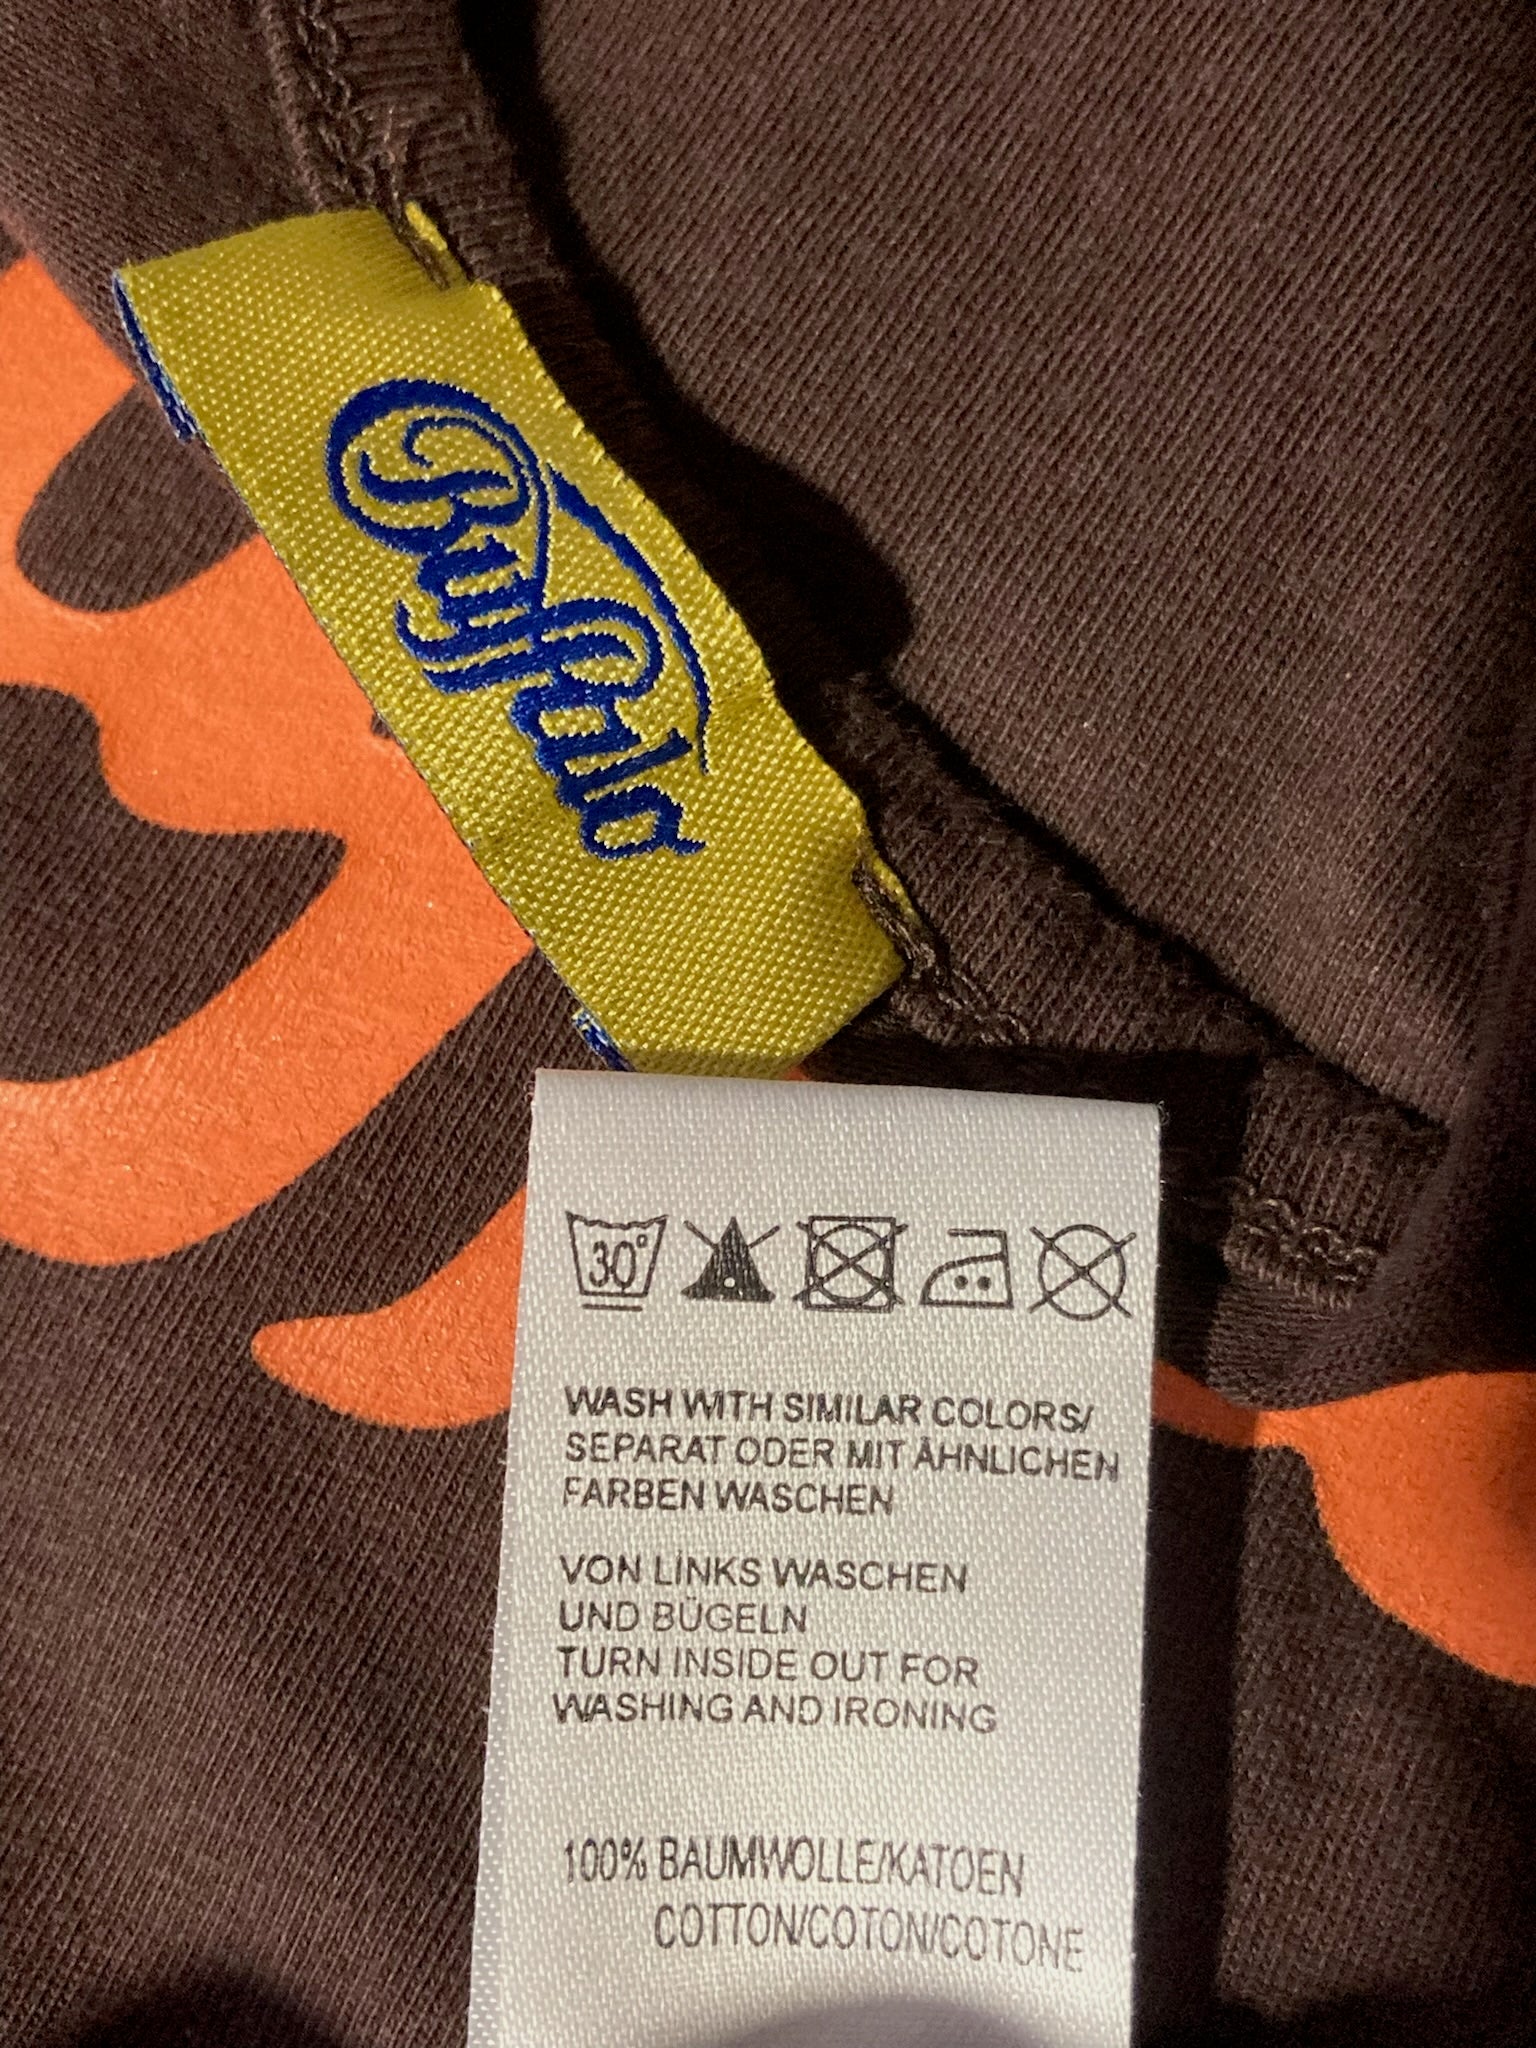 Buffalo
30°
WASH WITH SIMILAR COLORS/
SEPARAT ODER MIT ÄHNLICHEN
FARBEN WASCHEN
VON LINKS WASCHEN
UND BÜGELN
TURN INSIDE OUT FOR
WASHING AND IRONING
100% BAUMWOLLE/KATOEN
COTTON/COTON/COTONE